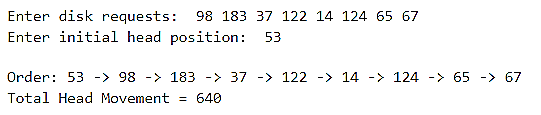 Enter disk requests:  98 183 37 122 14 124 65 67
Enter initial head position:  53
Order: 53 -> 98 -> 183 -> 37 -> 122 -> 14 -> 124 -> 65 -> 67
Total Head Movement = 640